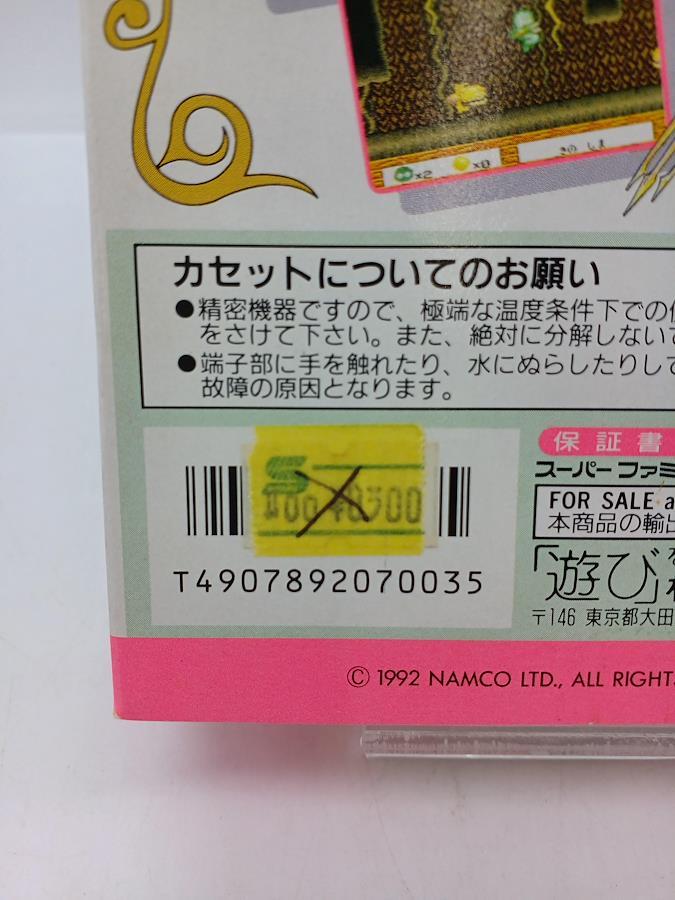 x2
x0
カセットについてのお願い
●精密機器ですので、極端な温度条件下での
をさけて下さい。また、絶対に分解しない
●端子部に手を触れたり、水にぬらしたりして
故障の原因となります。
保証書
スーパーファミ
FOR SALE a
本商品の輸出
T4907892070035
「遊び」
〒146 東京都大田
© 1992 NAMCO LTD., ALL RIGHTS